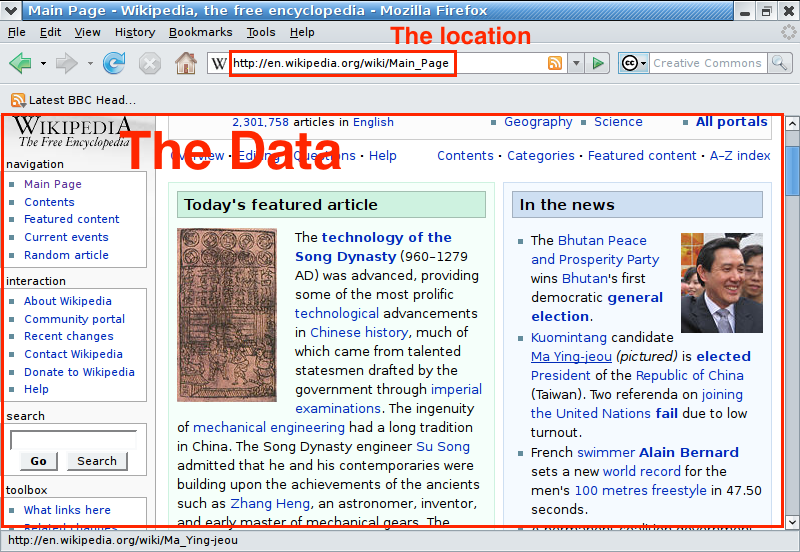 Main Page - Wikipedia, the free encyclopedia - Mozilla Firefox
File Edit View History Bookmarks Tools Help
The location
W http://en.wikipedia.org/wiki/Main_Page
cc Creative Commons
Latest BBC Head...
WIKIPEDIA
The Free Encyclopedia
The Data
navigation
Main Page
Contents
Featured content
Current events
Random article
interaction
About Wikipedia
Community portal
Recent changes
Contact Wikipedia
Donate to Wikipedia
Help
search
Go Search
toolbox
What links here
Related changes
2,301,758 articles in English
Geography Science All portals
Overview · Editing · Questions · Help
Contents · Categories · Featured content · A–Z index
Today's featured article
The technology of the
Song Dynasty (960–1279
AD) was advanced, providing
some of the most prolific
technological advancements
in Chinese history, much of
which came from talented
statesmen drafted by the
government through imperial
examinations. The ingenuity
of mechanical engineering had a long tradition
in China. The Song Dynasty engineer Su Song
admitted that he and his contemporaries were
building upon the achievements of the ancients
such as Zhang Heng, an astronomer, inventor,
and early master of mechanical gears. The
In the news
The Bhutan Peace
and Prosperity Party
wins Bhutan's first
democratic general
election.
Kuomintang candidate
Ma Ying-jeou (pictured) is elected
President of the Republic of China
(Taiwan). Two referenda on joining
the United Nations fail due to low
turnout.
French swimmer Alain Bernard
sets a new world record for the
men's 100 metres freestyle in 47.50
seconds.
http://en.wikipedia.org/wiki/Ma_Ying-jeou